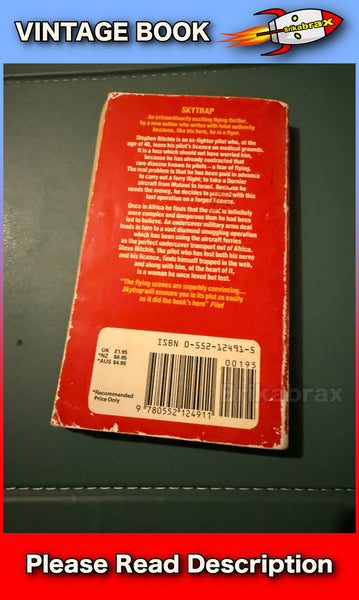 VINTAGE BOOK
Brikabrax
SKYTRAP
An extraordinarily exciting flying thriller,
by a new author who writes with total authority
because, like his hero, he is a flyer.
Stephen Ritchie is an ex-fighter pilot who, at the
age of 40, loses his pilot's licence on medical grounds.
It is a loss which should not have worried him,
because he has already contracted that
rare disease known to pilots – a fear of flying.
The real problem is that he has been paid in advance
to carry out a ferry flight; to take a Dornier
aircraft from Malawi to Israel. Because he
needs the money, he decides to proceed with this
last operation on a forged licence.
Once in Africa he finds that the deal is infinitely
more complex and dangerous than he had been
led to believe. An undercover military arms deal
leads in turn to a vast diamond smuggling operation
which has been using the aircraft ferries
as the perfect undercover transport out of Africa.
Steve Ritchie, the pilot who has lost both his nerve
and his licence, finds himself trapped in the web,
and along with him, at the heart of it,
is a woman he once loved but lost.
"The flying scenes are superbly convincing...
Skytrap will ensnare you in its plot as easily
as it did the book's hero" Pilot
UK £1.95
*NZ $6.95
*AUS $4.95
*Recommended
Price Only
ISBN 0-552-12491-5
00195
9 780552 124911
Brikabrax
Please Read Description